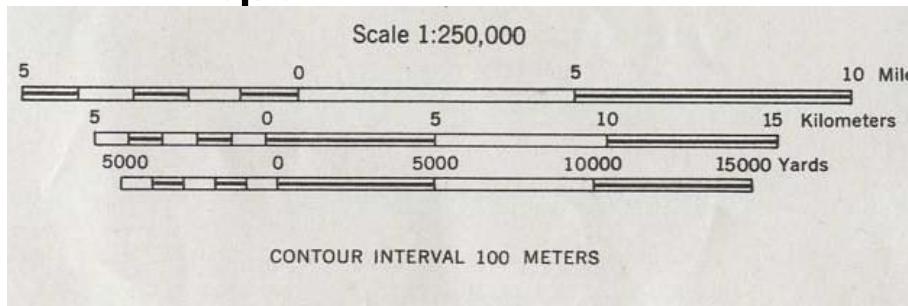 Scale 1:250,000
5 0 5 10 Mile
5 0 5 10 15 Kilometers
5000 0 5000 10000 15000 Yards
CONTOUR INTERVAL 100 METERS